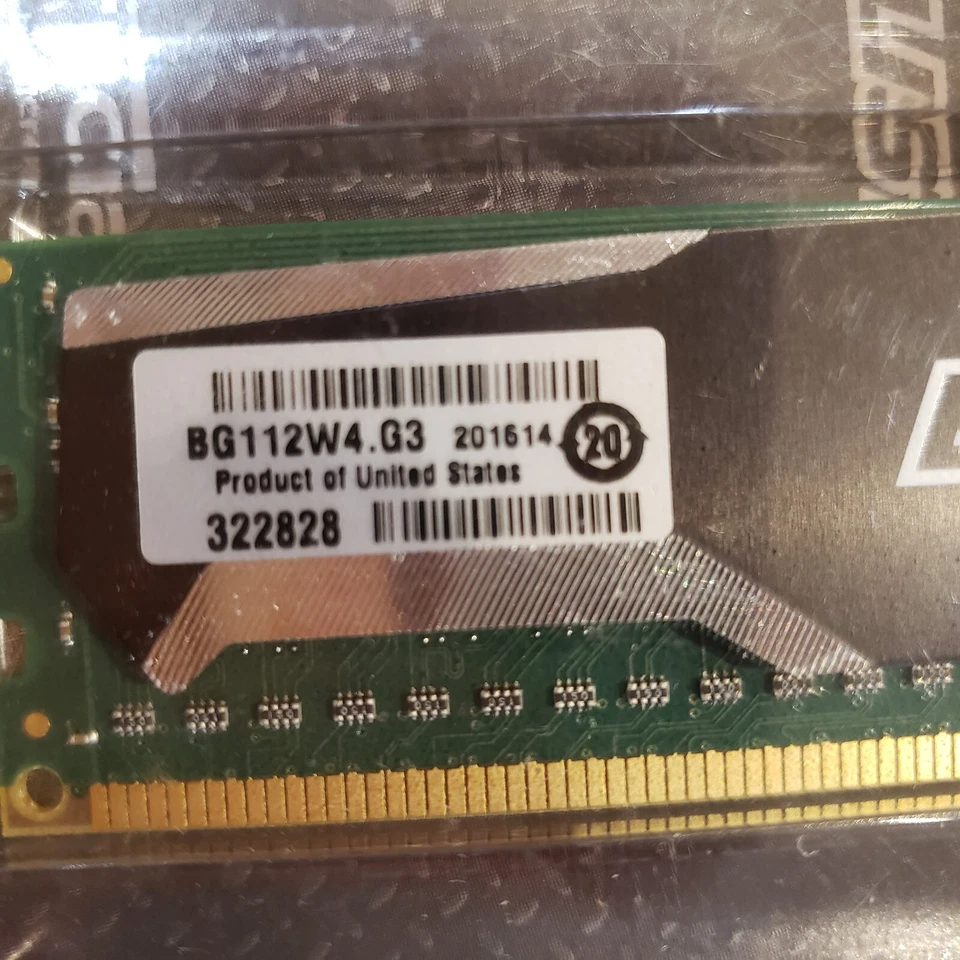 BG112W4.G3 201614 20
Product of United States
322828